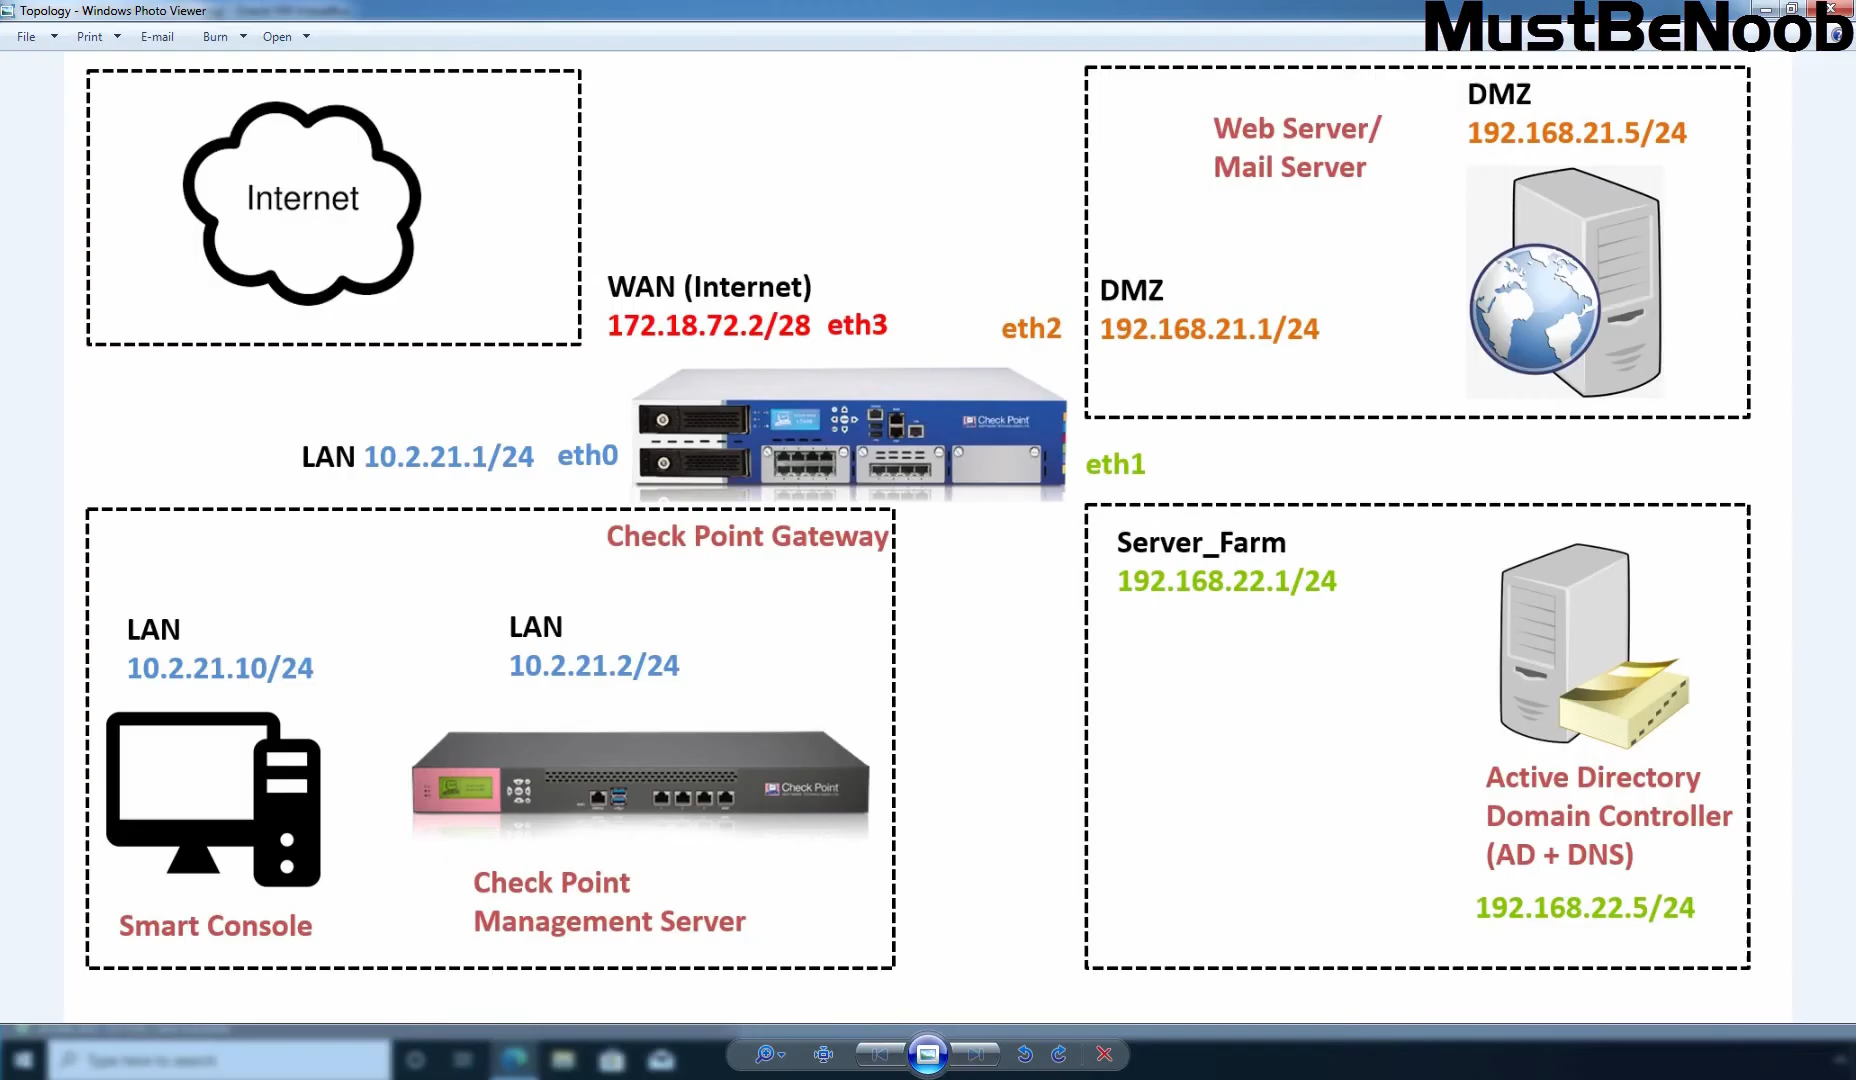 Topology - Windows Photo Viewer
File Print E-mail Burn Open
MustBeNoob
Internet
WAN (Internet)
172.18.72.2/28 eth3
eth2
DMZ
192.168.21.5/24
Web Server/
Mail Server
DMZ
192.168.21.1/24
LAN 10.2.21.1/24 eth0
Check Point
eth1
Check Point Gateway
LAN
10.2.21.10/24
LAN
10.2.21.2/24
Check Point
Smart Console
Check Point
Management Server
Server_Farm
192.168.22.1/24
Active Directory
Domain Controller
(AD + DNS)
192.168.22.5/24
Type here to search